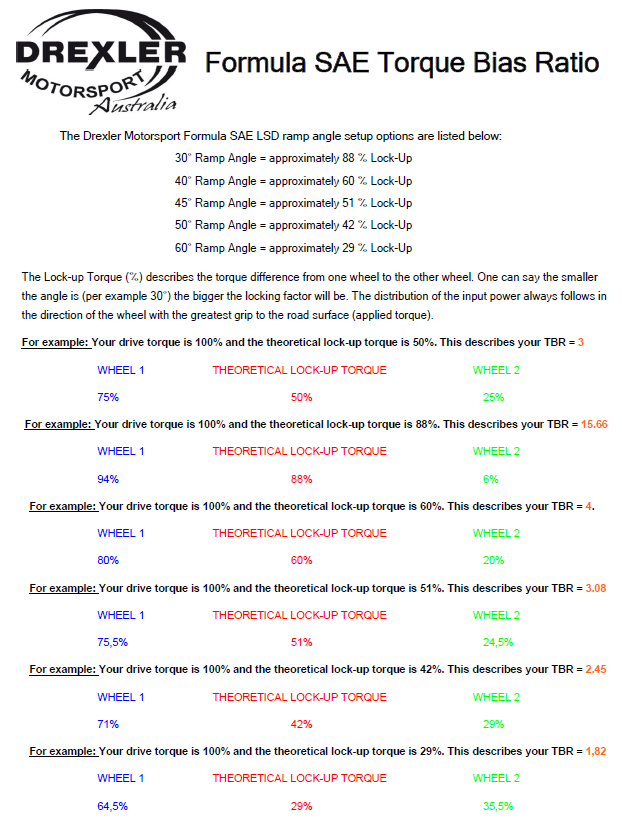 DREXLER
MOTORSPORT
Australia
Formula SAE Torque Bias Ratio
The Drexler Motorsport Formula SAE LSD ramp angle setup options are listed below:
30° Ramp Angle = approximately 88 % Lock-Up
40° Ramp Angle = approximately 60 % Lock-Up
45° Ramp Angle = approximately 51 % Lock-Up
50° Ramp Angle = approximately 42 % Lock-Up
60° Ramp Angle = approximately 29 % Lock-Up
The Lock-up Torque (%) describes the torque difference from one wheel to the other wheel. One can say the smaller
the angle is (per example 30°) the bigger the locking factor will be. The distribution of the input power always follows in
the direction of the wheel with the greatest grip to the road surface (applied torque).
For example: Your drive torque is 100% and the theoretical lock-up torque is 50%. This describes your TBR = 3
WHEEL 1 THEORETICAL LOCK-UP TORQUE WHEEL 2
75% 50% 25%
For example: Your drive torque is 100% and the theoretical lock-up torque is 88%. This describes your TBR = 15.66
WHEEL 1 THEORETICAL LOCK-UP TORQUE WHEEL 2
94% 88% 6%
For example: Your drive torque is 100% and the theoretical lock-up torque is 60%. This describes your TBR = 4.
WHEEL 1 THEORETICAL LOCK-UP TORQUE WHEEL 2
80% 60% 20%
For example: Your drive torque is 100% and the theoretical lock-up torque is 51%. This describes your TBR = 3.08
WHEEL 1 THEORETICAL LOCK-UP TORQUE WHEEL 2
75,5% 51% 24,5%
For example: Your drive torque is 100% and the theoretical lock-up torque is 42%. This describes your TBR = 2.45
WHEEL 1 THEORETICAL LOCK-UP TORQUE WHEEL 2
71% 42% 29%
For example: Your drive torque is 100% and the theoretical lock-up torque is 29%. This describes your TBR = 1,82
WHEEL 1 THEORETICAL LOCK-UP TORQUE WHEEL 2
64,5% 29% 35,5%